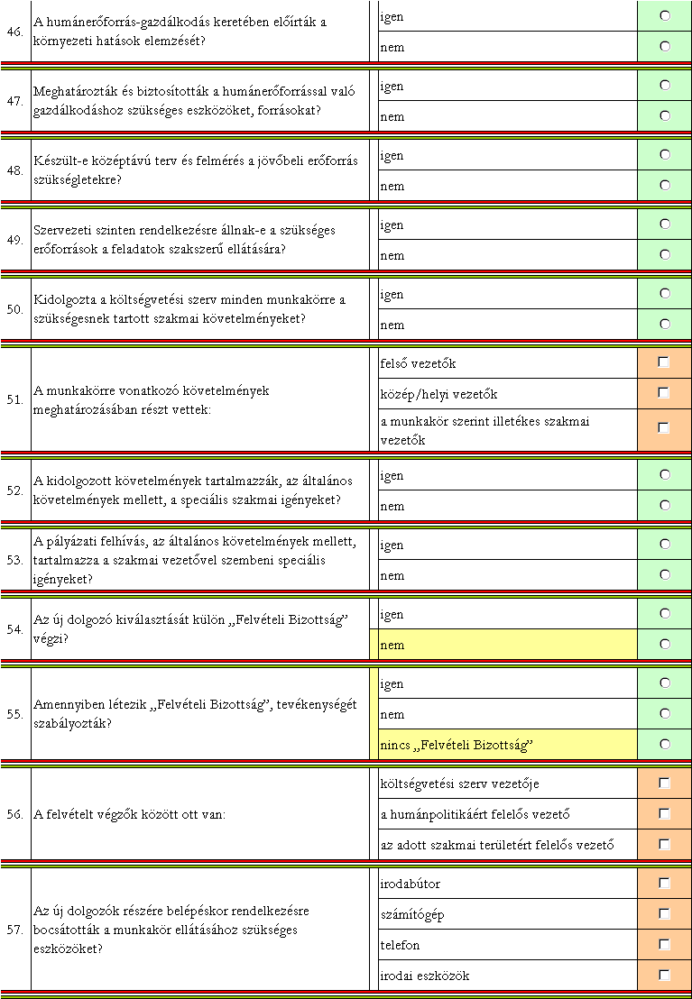 46. A humánerőforrás-gazdálkodás keretében előírták a
környezeti hatások elemzését?
igen
nem
47. Meghatározták és biztosították a humánerőforrással való
gazdálkodáshoz szükséges eszközöket, forrásokat?
igen
nem
48. Készült-e középtávú terv és felmérés a jövőbeli erőforrás
szükségletekre?
igen
nem
49. Szervezeti szinten rendelkezésre állnak-e a szükséges
erőforrások a feladatok szakszerű ellátására?
igen
nem
50. Kidolgozta a költségvetési szerv minden munkakörre a
szükségesnek tartott szakmai követelményeket?
igen
nem
51. A munkakörre vonatkozó követelmények
meghatározásában részt vettek:
felső vezetők
közép/helyi vezetők
a munkakör szerint illetékes szakmai
vezetők
52. A kidolgozott követelmények tartalmazzák, az általános
követelmények mellett, a speciális szakmai igényeket?
igen
nem
53. A pályázati felhívás, az általános követelmények mellett,
tartalmazza a szakmai vezetővel szembeni speciális
igényeket?
igen
nem
54. Az új dolgozó kiválasztását külön „Felvételi Bizottság”
végzi?
igen
nem
55. Amennyiben létezik „Felvételi Bizottság”, tevékenységét
szabályozták?
igen
nem
nincs „Felvételi Bizottság”
56. A felvételt végzők között ott van:
költségvetési szerv vezetője
a humánpolitikáért felelős vezető
az adott szakmai területért felelős vezető
57. Az új dolgozók részére belépéskor rendelkezésre
bocsátották a munkakör ellátásához szükséges
eszközöket?
irodabútor
számítógép
telefon
irodai eszközök